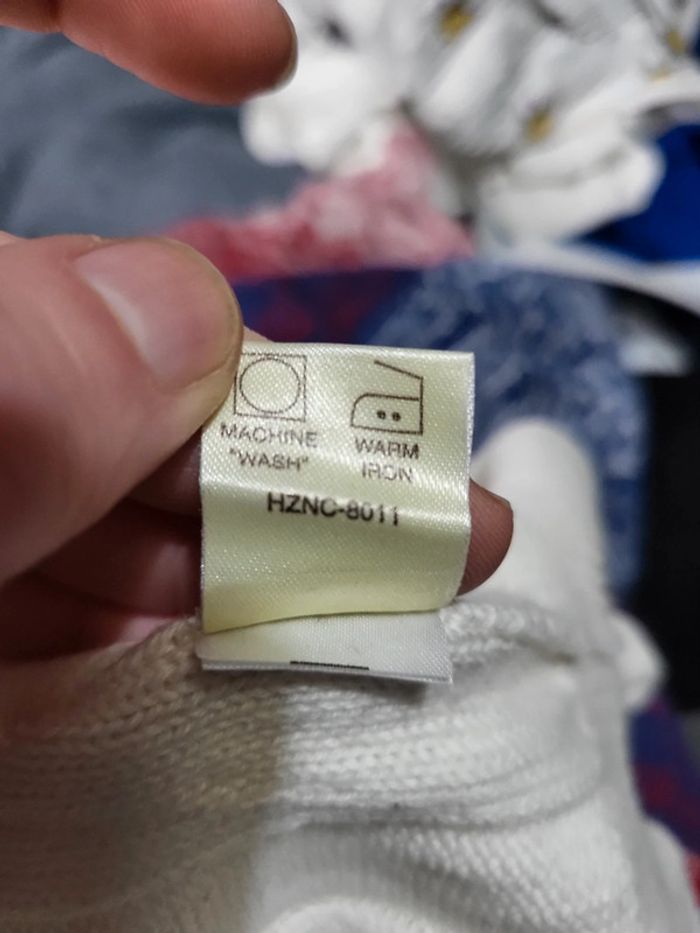 MACHINE
"WASH"
WARM
IRON
HZNC-8011